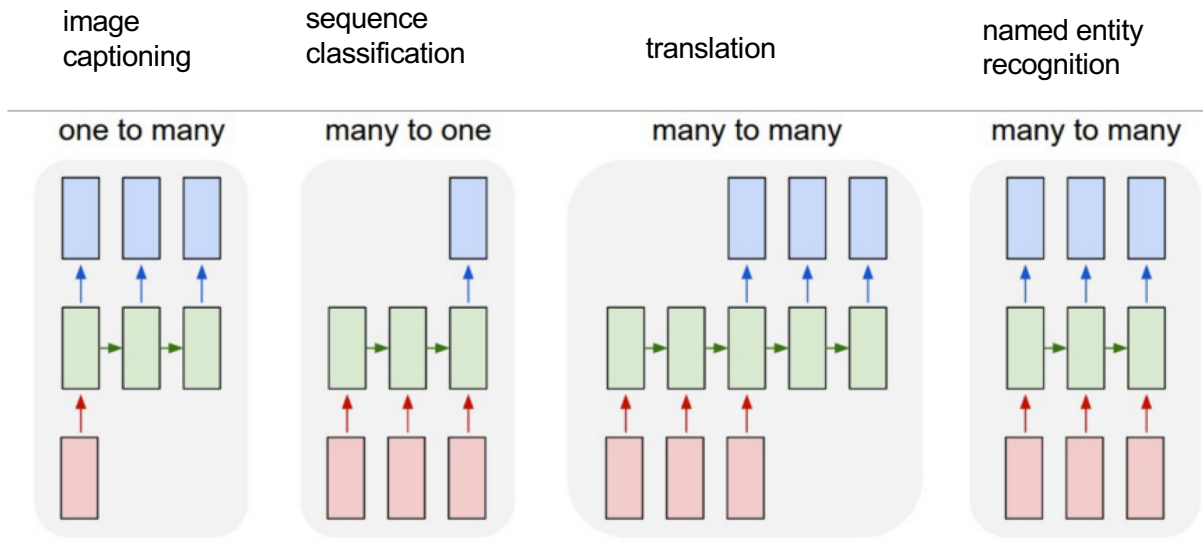 image
captioning
sequence
classification
translation
named entity
recognition
one to many
many to one
many to many
many to many